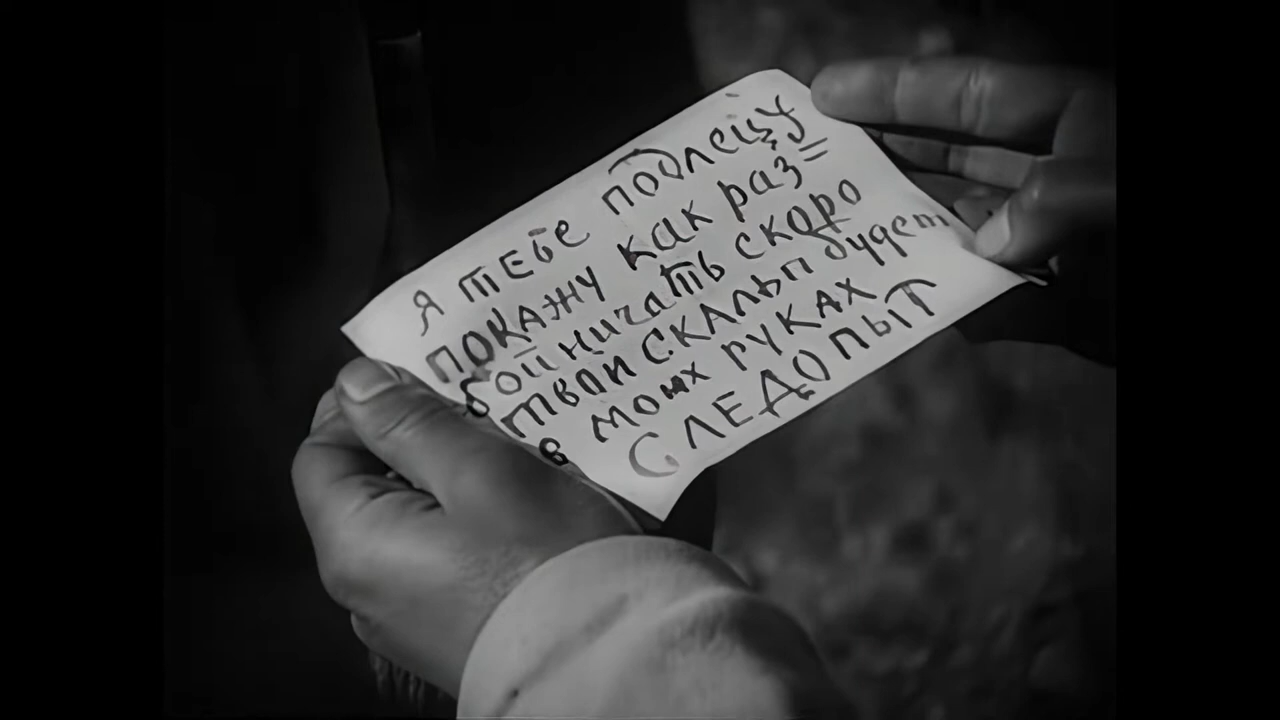 я тЕБе подлецу
покажу как раз=
бойничать скоро
твои скальп будет
в моих руках
СЛЕДОПЫТ